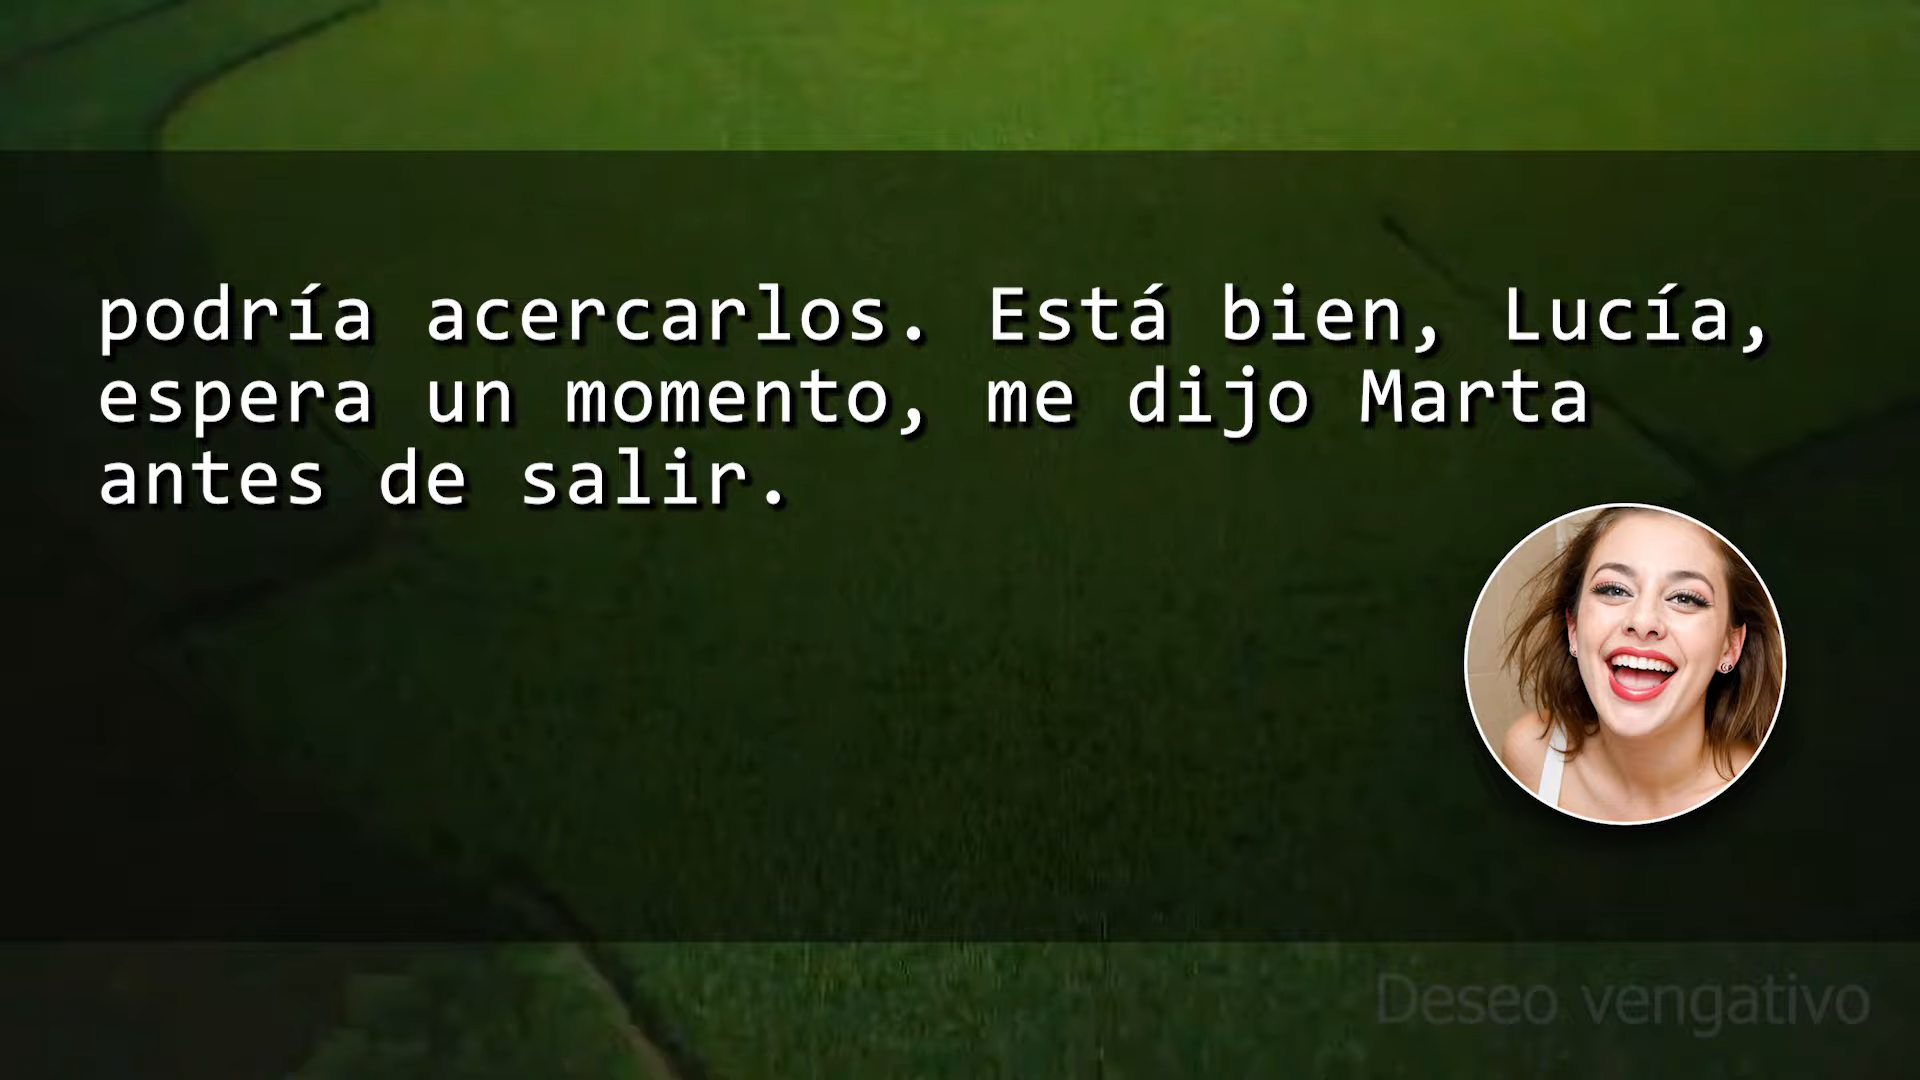 podría acercarlos. Está bien, Lucía,
espera un momento, me dijo Marta
antes de salir.
Deseo vengativo